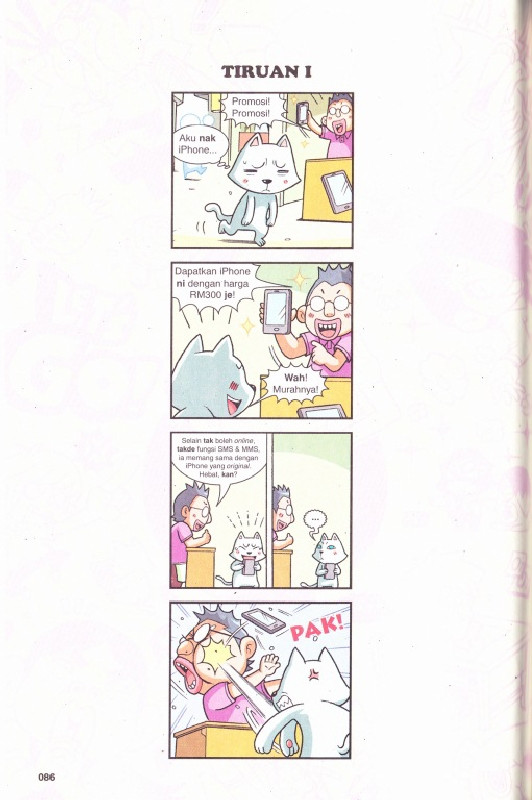 TIRUAN I
Promosi!
Promosi!
Aku nak
iPhone...
Dapatkan iPhone
ni dengan harga
RM300 je!
Wah!
Murahnya!
Selain tak boleh online,
takde fungsi SMS & MMS,
ia memang sama dengan
iPhone yang original.
Hebat, kan?
...
PAK!
086